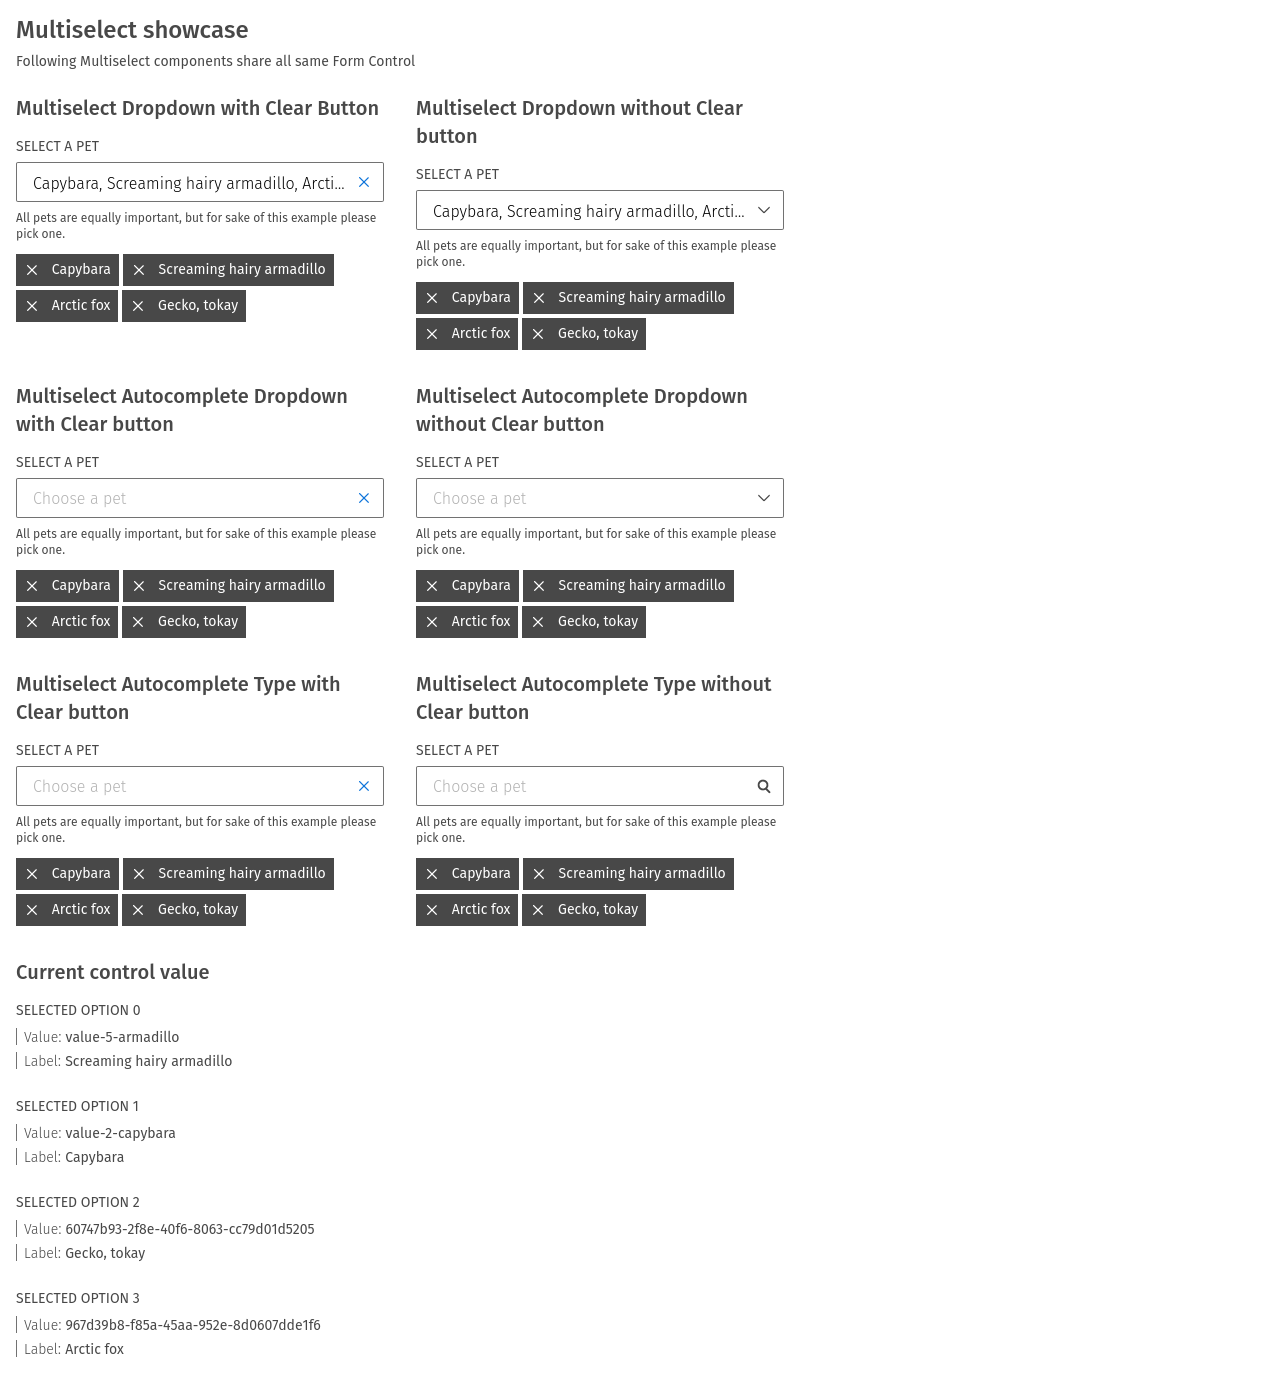 Multiselect showcase
Following Multiselect components share all same Form Control
Multiselect Dropdown with Clear Button
SELECT A PET
Capybara, Screaming hairy armadillo, Arcti...
All pets are equally important, but for sake of this example please
pick one.
Capybara
Screaming hairy armadillo
Arctic fox
Gecko, tokay
Multiselect Dropdown without Clear
button
SELECT A PET
Capybara, Screaming hairy armadillo, Arcti...
All pets are equally important, but for sake of this example please
pick one.
Capybara
Screaming hairy armadillo
Arctic fox
Gecko, tokay
Multiselect Autocomplete Dropdown
with Clear button
SELECT A PET
Choose a pet
All pets are equally important, but for sake of this example please
pick one.
Capybara
Screaming hairy armadillo
Arctic fox
Gecko, tokay
Multiselect Autocomplete Dropdown
without Clear button
SELECT A PET
Choose a pet
All pets are equally important, but for sake of this example please
pick one.
Capybara
Screaming hairy armadillo
Arctic fox
Gecko, tokay
Multiselect Autocomplete Type with
Clear button
SELECT A PET
Choose a pet
All pets are equally important, but for sake of this example please
pick one.
Capybara
Screaming hairy armadillo
Arctic fox
Gecko, tokay
Multiselect Autocomplete Type without
Clear button
SELECT A PET
Choose a pet
All pets are equally important, but for sake of this example please
pick one.
Capybara
Screaming hairy armadillo
Arctic fox
Gecko, tokay
Current control value
SELECTED OPTION 0
Value: value-5-armadillo
Label: Screaming hairy armadillo
SELECTED OPTION 1
Value: value-2-capybara
Label: Capybara
SELECTED OPTION 2
Value: 60747b93-2f8e-40f6-8063-cc79d01d5205
Label: Gecko, tokay
SELECTED OPTION 3
Value: 967d39b8-f85a-45aa-952e-8d0607dde1f6
Label: Arctic fox